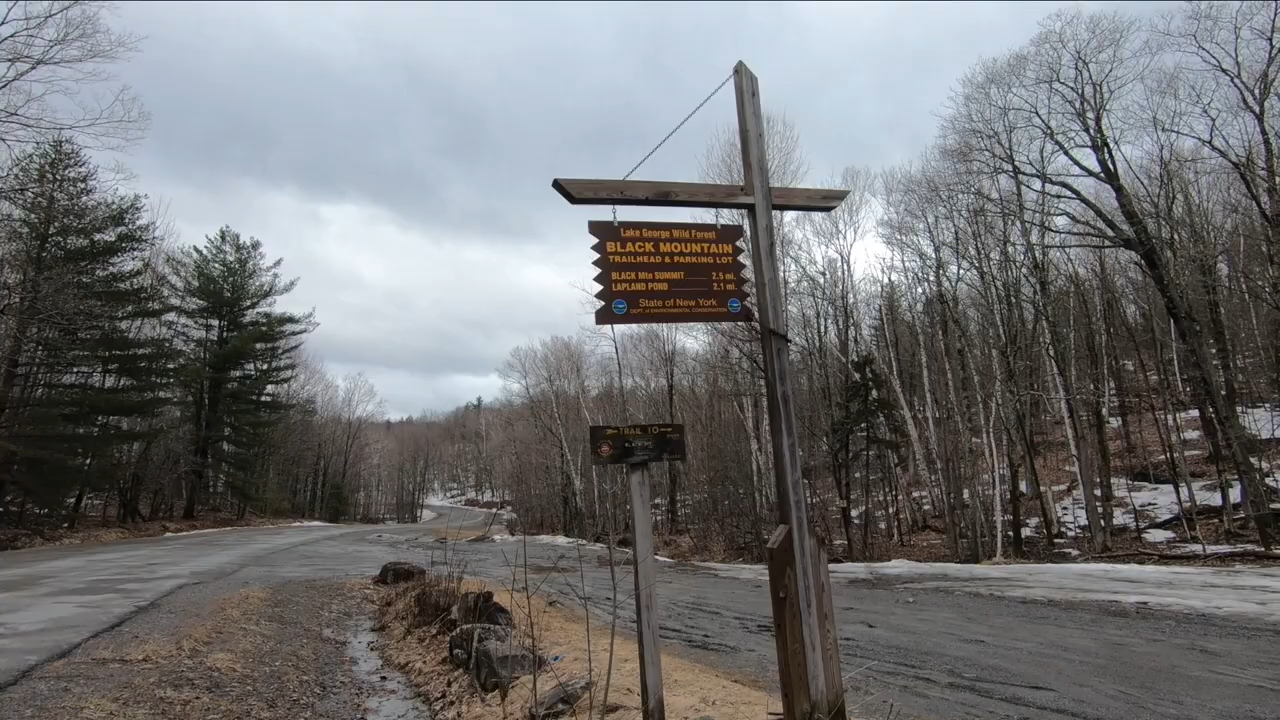 Lake George Wild Forest
BLACK MOUNTAIN
TRAILHEAD & PARKING LOT
BLACK Mtn SUMMIT 2.5 mi.
LAPLAND POND 2.1 mi.
State of New York
DEPT. of ENVIRONMENTAL CONSERVATION
TRAIL TO